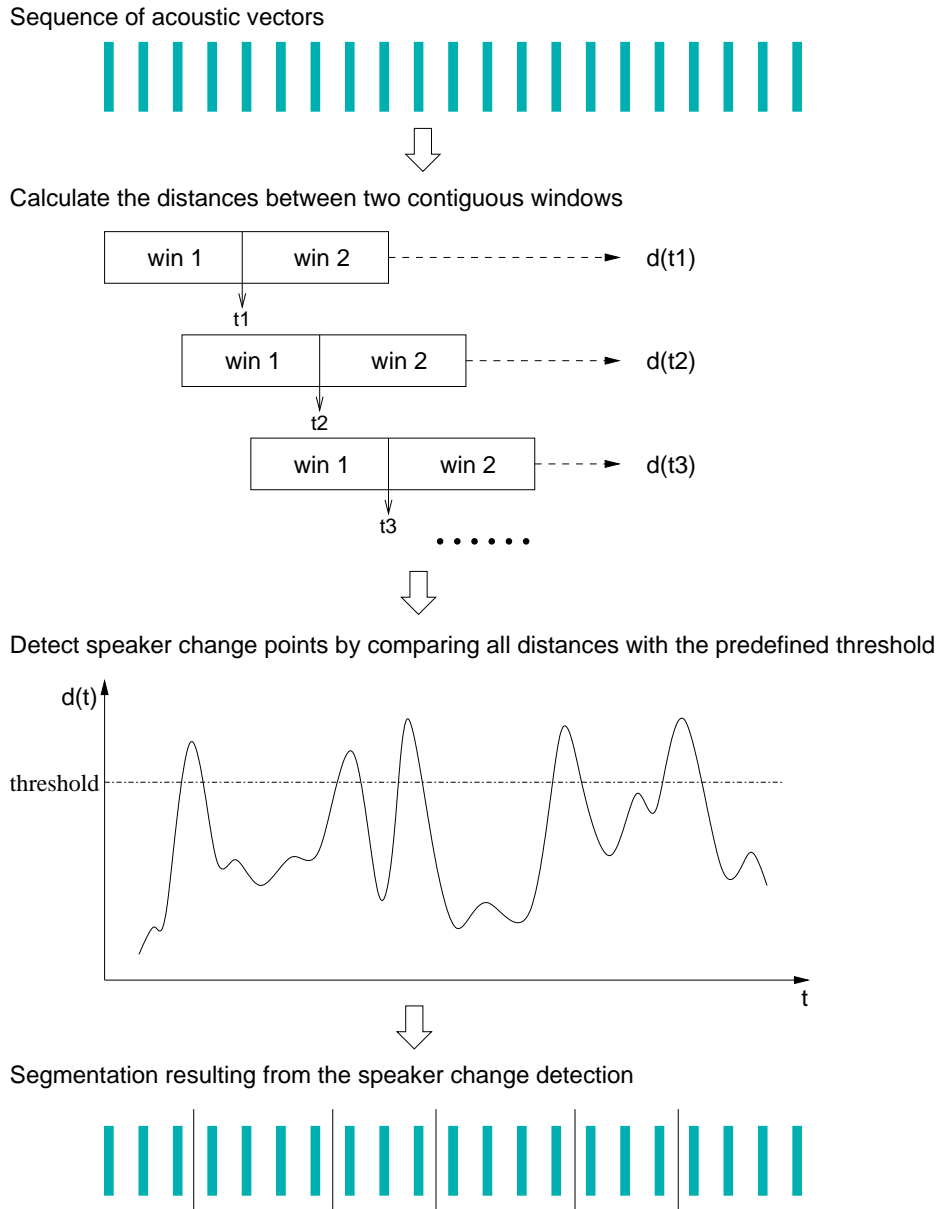 Sequence of acoustic vectors
Calculate the distances between two contiguous windows
win 1 win 2 d(t1)
t1
win 1 win 2 d(t2)
t2
win 1 win 2 d(t3)
t3
......
Detect speaker change points by comparing all distances with the predefined threshold
d(t)
threshold
t
Segmentation resulting from the speaker change detection